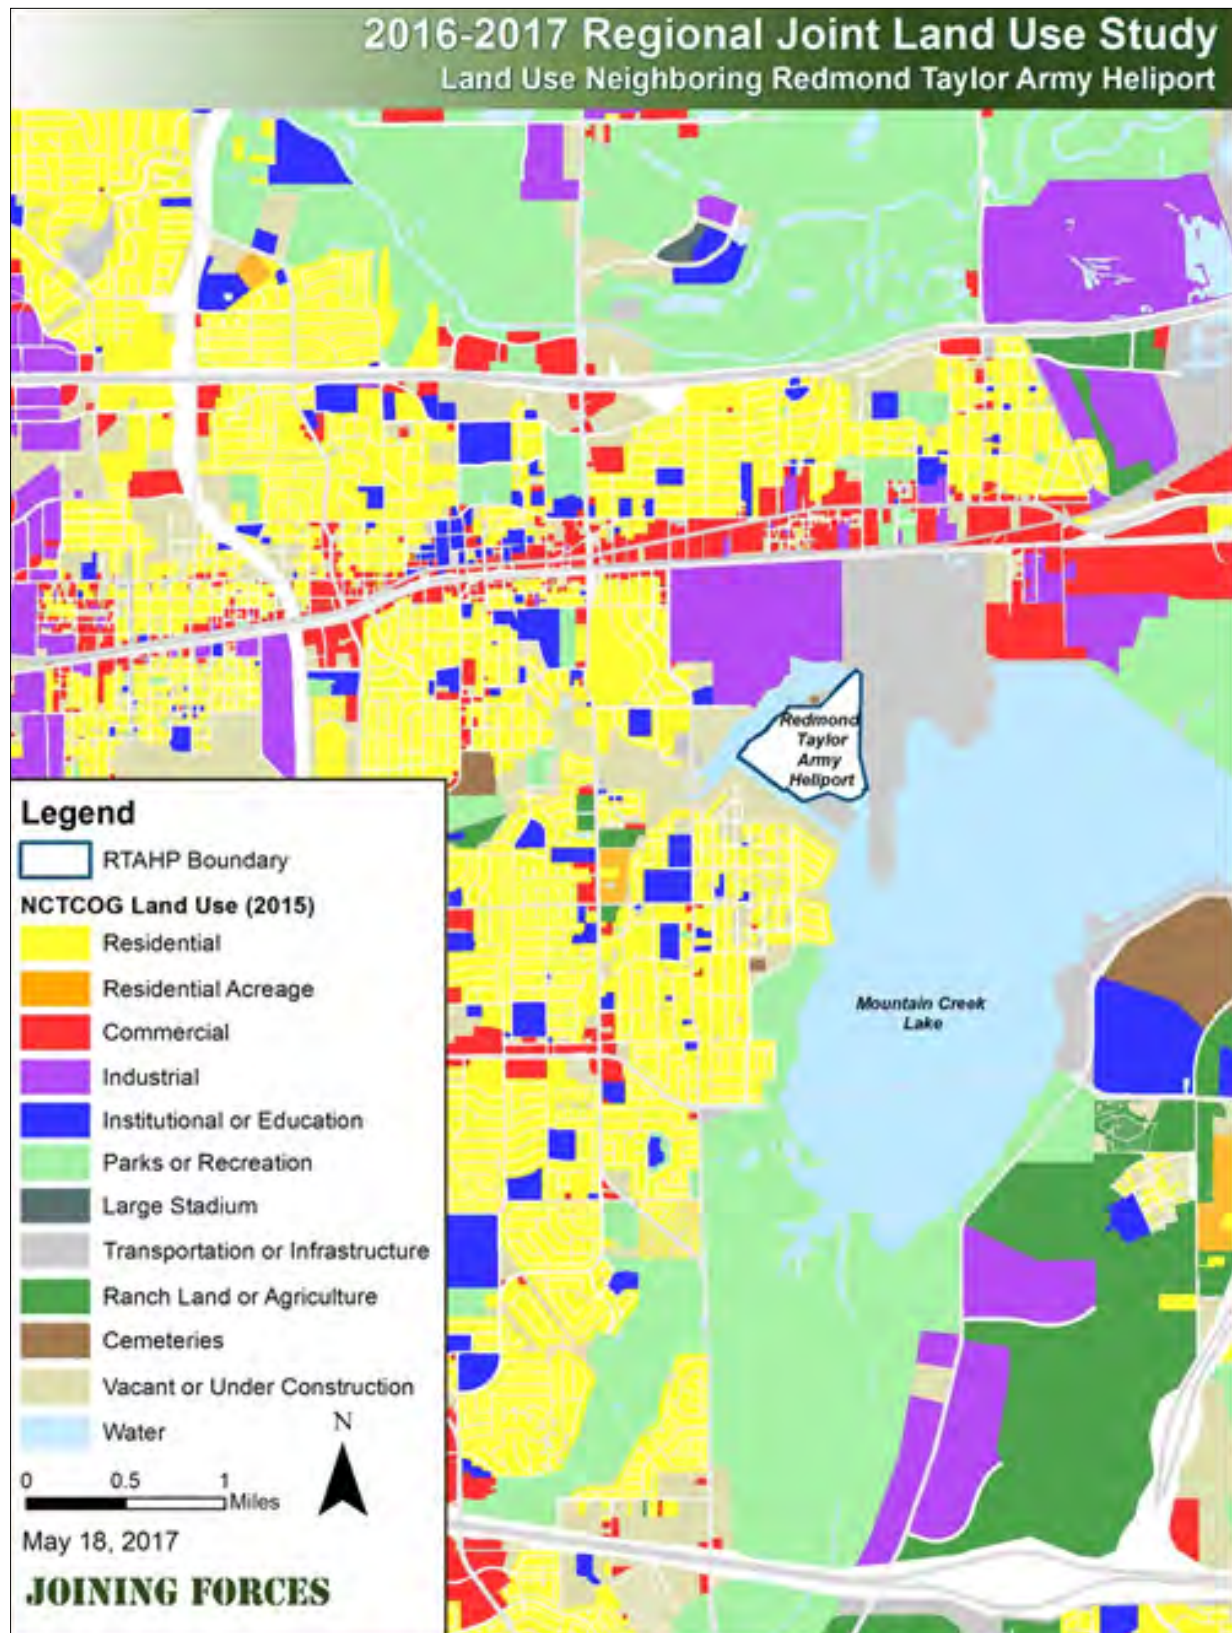 2016-2017 Regional Joint Land Use Study
Land Use Neighboring Redmond Taylor Army Heliport
Redmond
Taylor
Army
Heliport
Mountain Creek
Lake
Legend
RTAHP Boundary
NCTCOG Land Use (2015)
Residential
Residential Acreage
Commercial
Industrial
Institutional or Education
Parks or Recreation
Large Stadium
Transportation or Infrastructure
Ranch Land or Agriculture
Cemeteries
Vacant or Under Construction
Water
N
0 0.5 1
Miles
May 18, 2017
JOINING FORCES